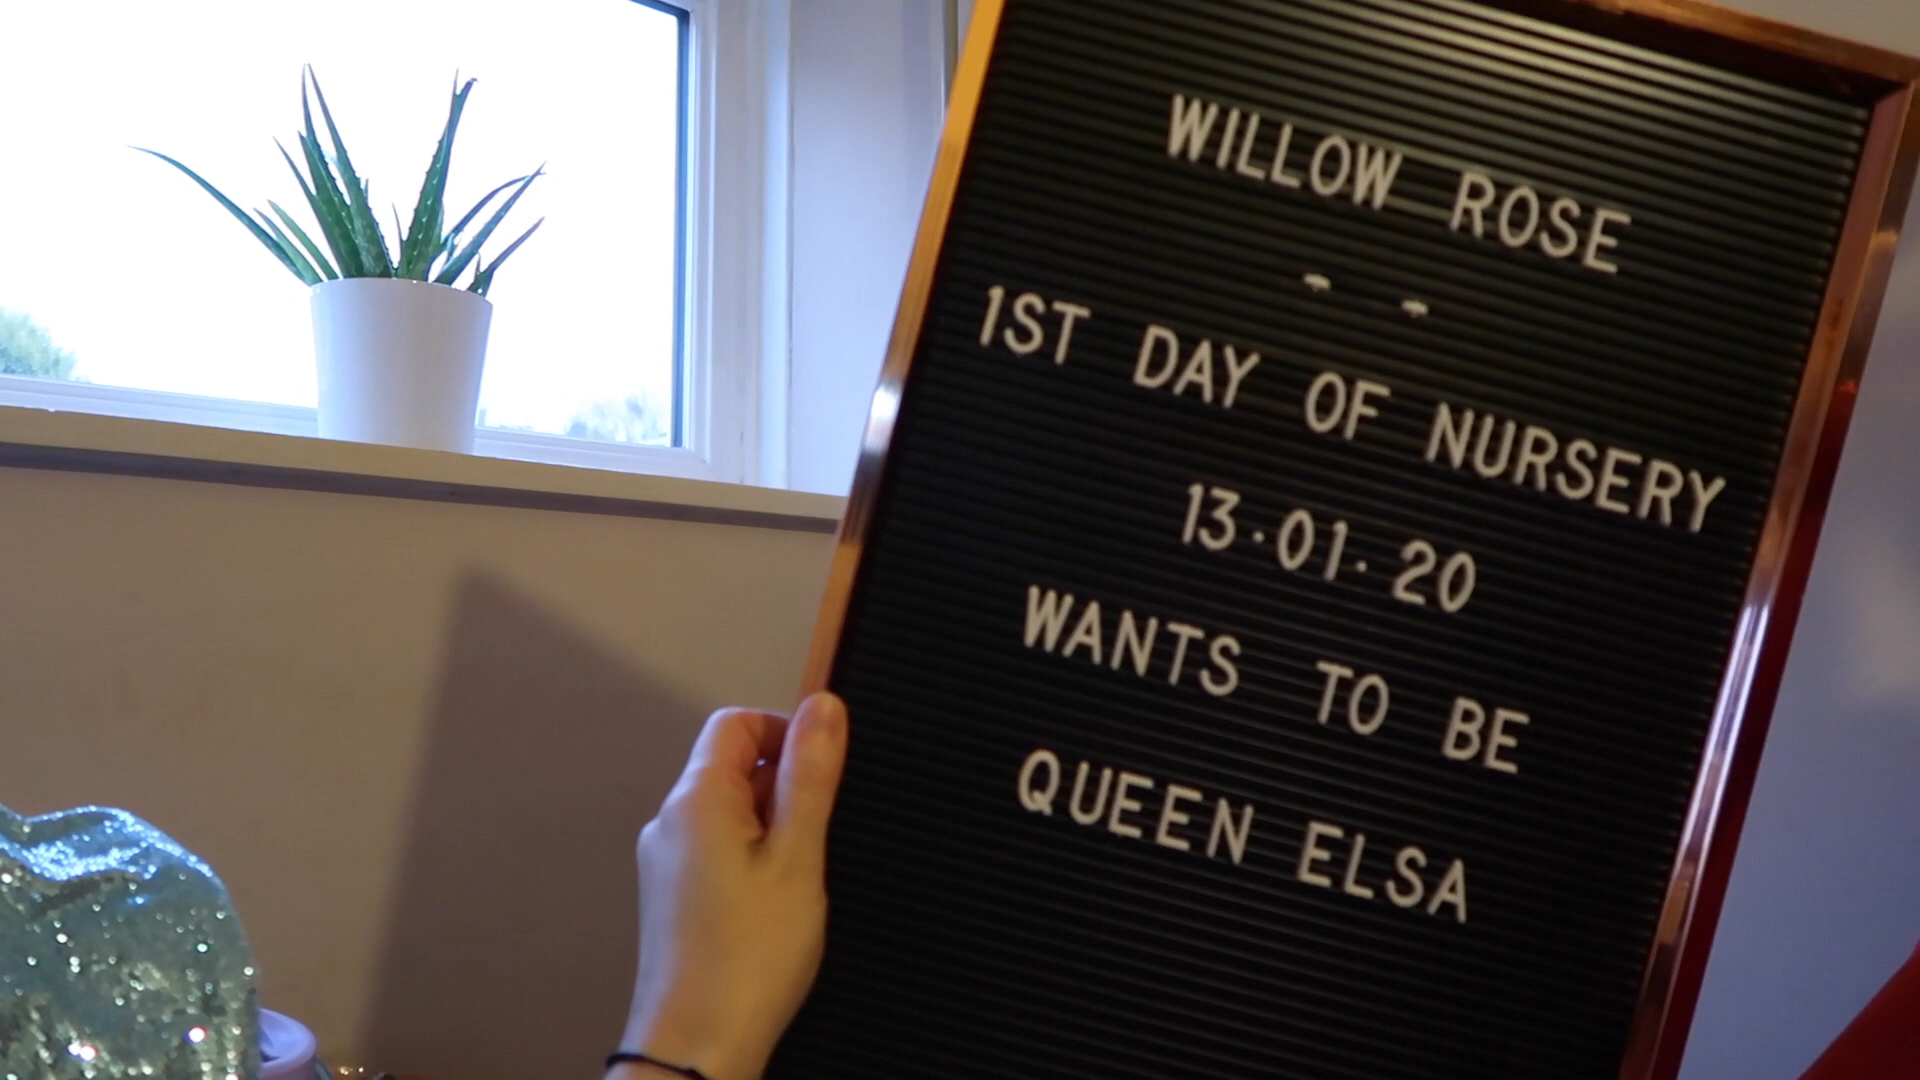 WILLOW ROSE
- -
1ST DAY OF NURSERY
13·01·20
WANTS TO BE
QUEEN ELSA